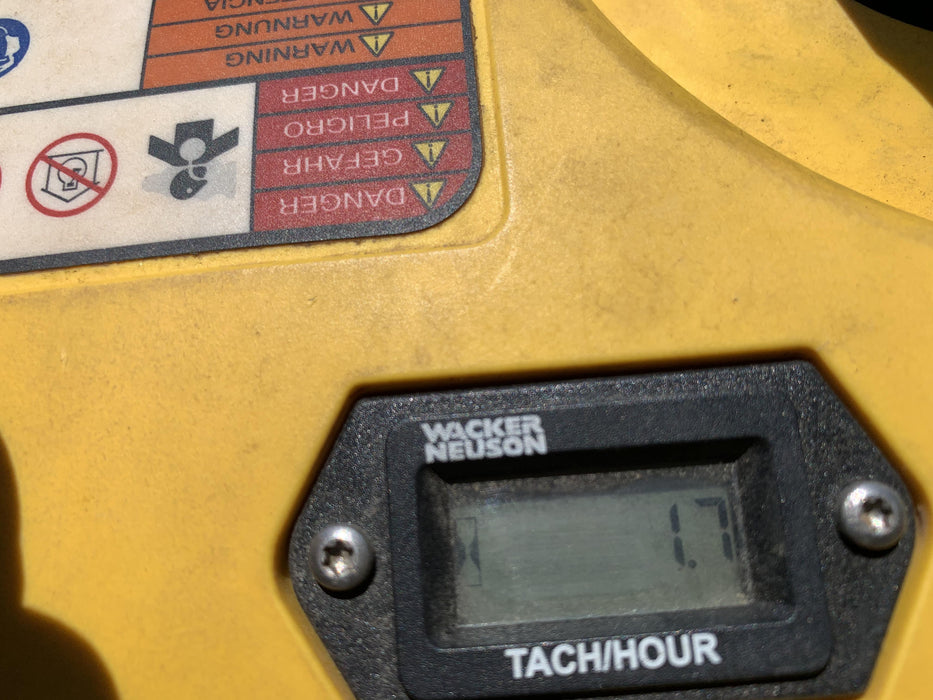 WARNING
WARNUNG
DANGER
GEFAHR
PELIGRO
DANGER
WACKER
NEUSON
1.7
TACH/HOUR